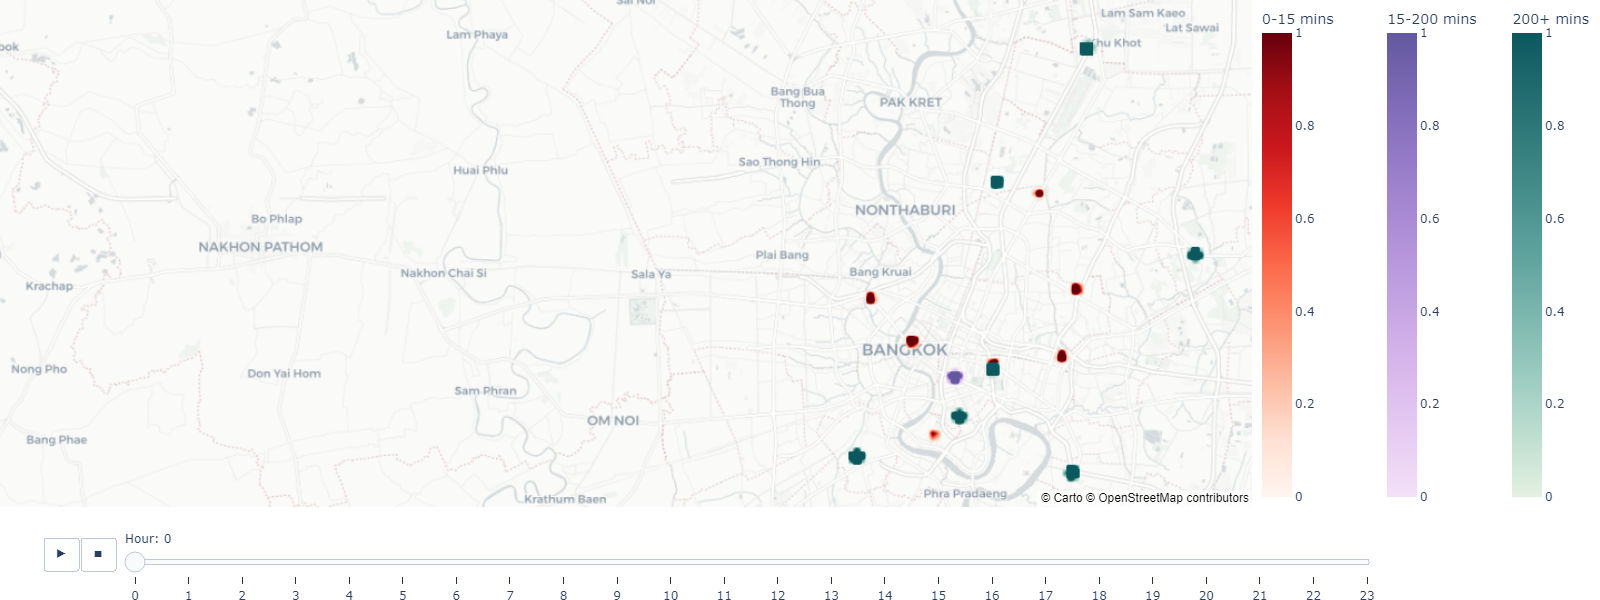 Sai Noi
Lam Sam Kaeo
Lat Sawai
Lam Phaya
Khu Khot
Bang Bua
Thong
PAK KRET
Sao Thong Hin
Huai Phlu
NONTHABURI
Bo Phlap
NAKHON PATHOM
Plai Bang
Nakhon Chai Si
Sala Ya
Bang Kruai
Krachap
BANGKOK
Nong Pho
Don Yai Hom
Sam Phran
OM NOI
Bang Phae
Krathum Baen
Phra Pradaeng
© Carto © OpenStreetMap contributors
0-15 mins
1
0.8
0.6
0.4
0.2
0
15-200 mins
1
0.8
0.6
0.4
0.2
0
200+ mins
1
0.8
0.6
0.4
0.2
0
Hour: 0
0 1 2 3 4 5 6 7 8 9 10 11 12 13 14 15 16 17 18 19 20 21 22 23